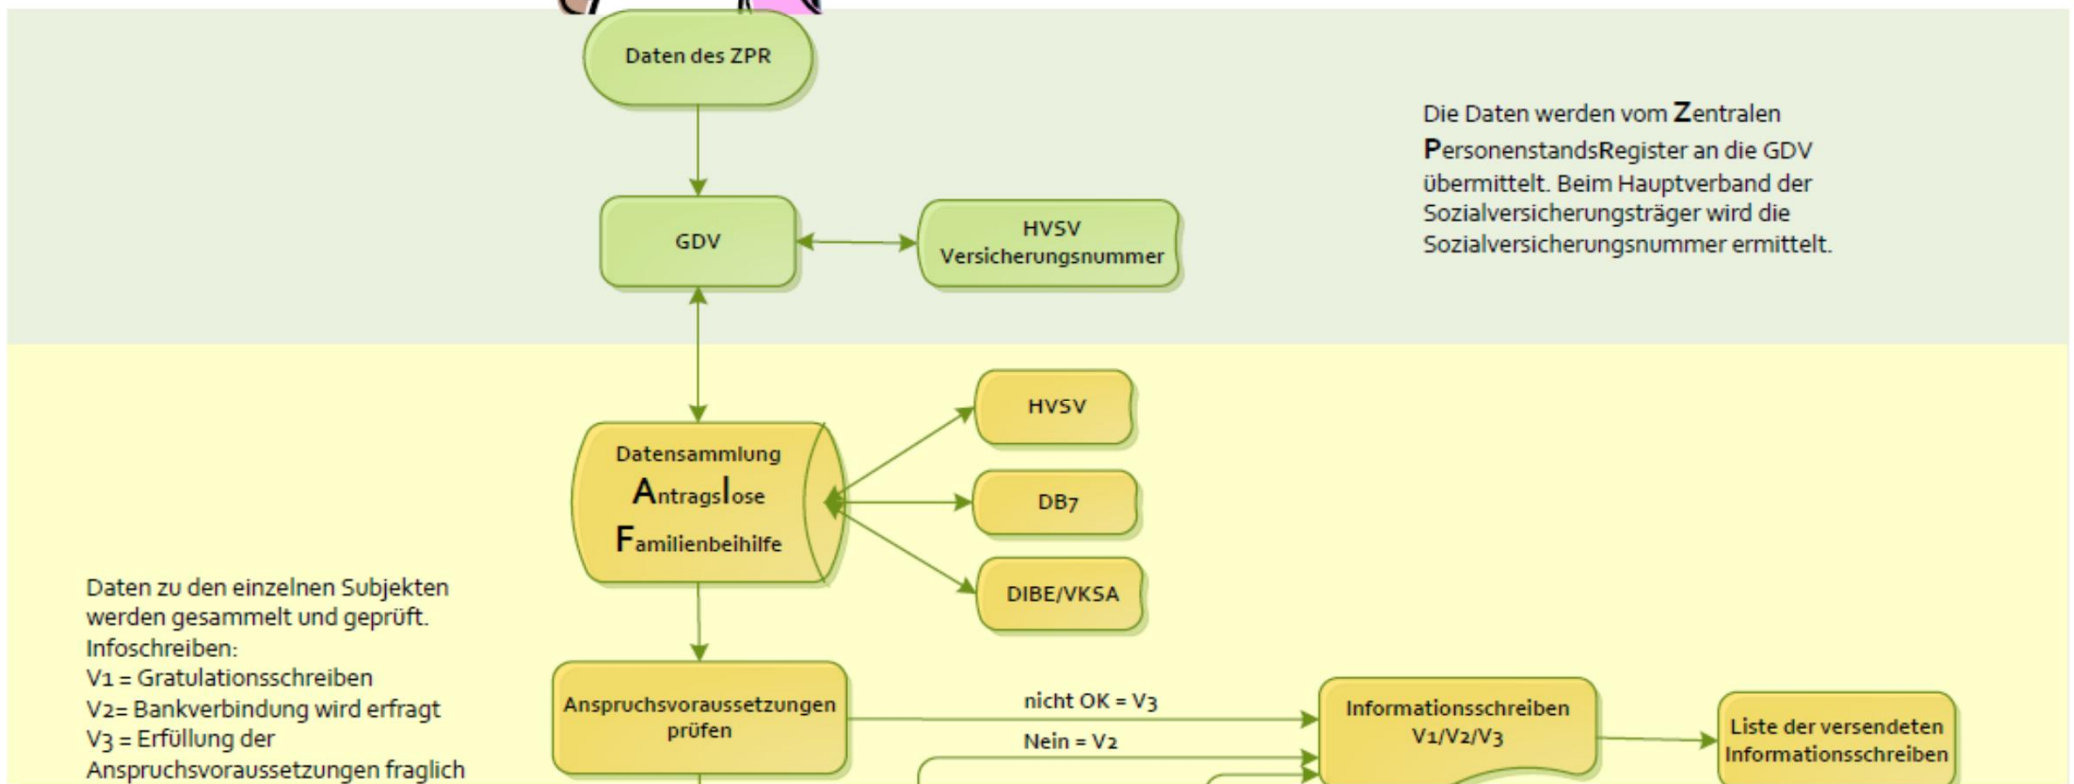 Daten des ZPR
Die Daten werden vom Zentralen
PersonenstandsRegister an die GDV
übermittelt. Beim Hauptverband der
Sozialversicherungsträger wird die
Sozialversicherungsnummer ermittelt.
GDV
HVSV
Versicherungsnummer
HVSV
Datensammlung
Antragslose
Familienbeihilfe
DB7
DIBE/VKSA
Daten zu den einzelnen Subjekten
werden gesammelt und geprüft.
Infoschreiben:
V1 = Gratulationsschreiben
V2= Bankverbindung wird erfragt
V3 = Erfüllung der
Anspruchsvoraussetzungen fraglich
Anspruchsvoraussetzungen
prüfen
nicht OK = V3
Nein = V2
Informationsschreiben
V1/V2/V3
Liste der versendeten
Informationsschreiben